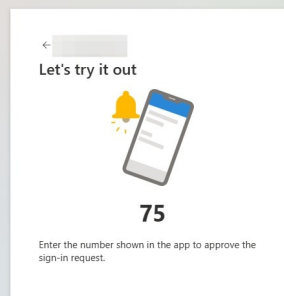 Let's try it out
75
Enter the number shown in the app to approve the
sign-in request.